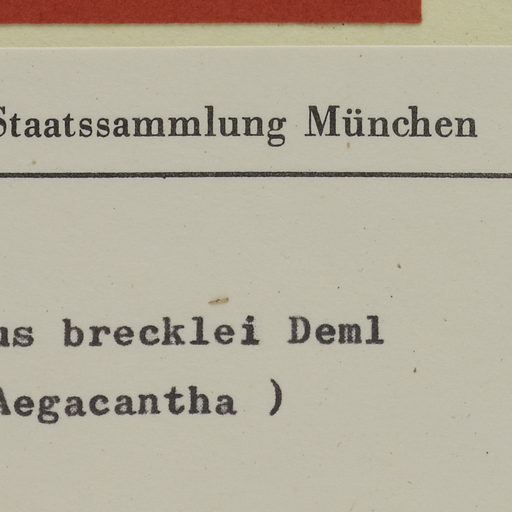 Staatssammlung München
us brecklei Deml
Aegacantha )